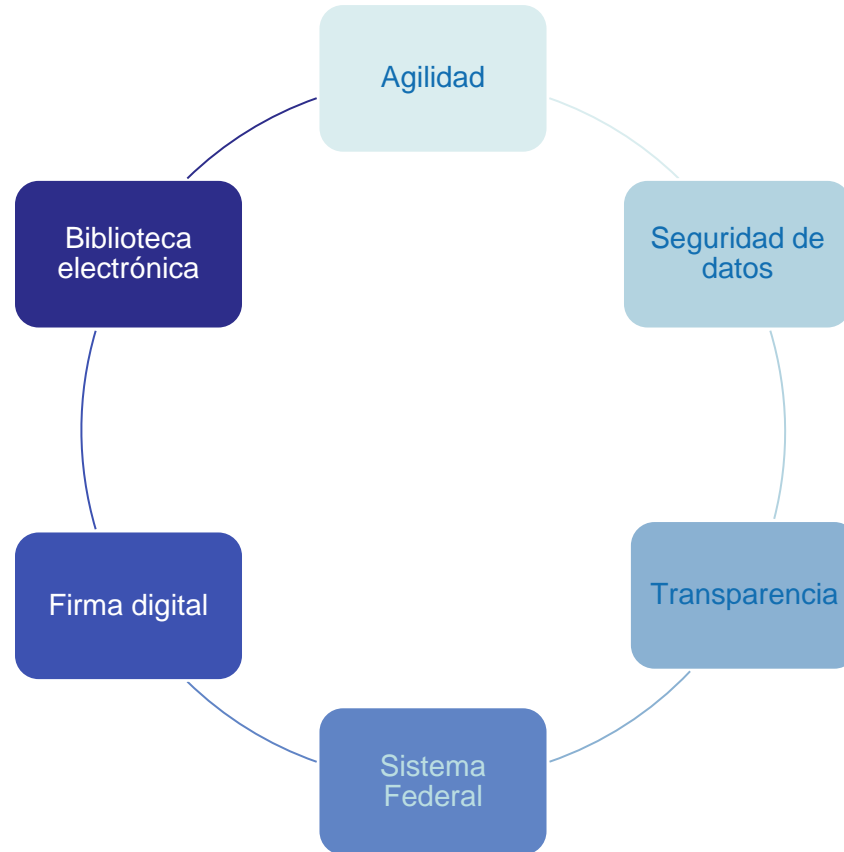 Agilidad
Seguridad de
datos
Transparencia
Sistema
Federal
Firma digital
Biblioteca
electrónica